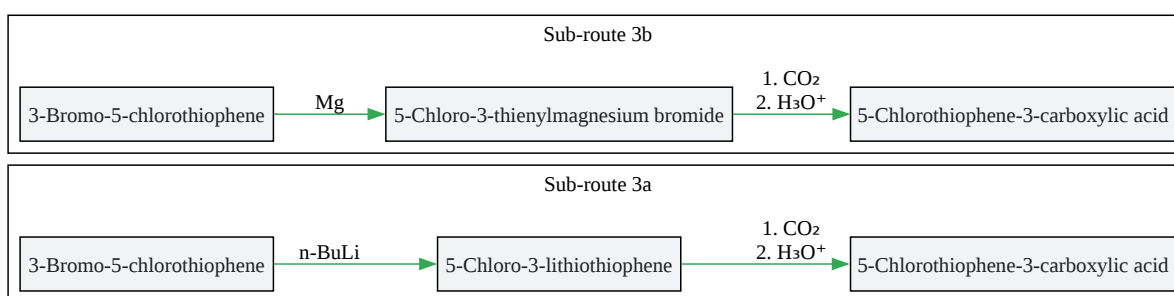 Sub-route 3b
3-Bromo-5-chlorothiophene
Mg
5-Chloro-3-thienylmagnesium bromide
1. CO₂
2. H₃O⁺
5-Chlorothiophene-3-carboxylic acid
Sub-route 3a
3-Bromo-5-chlorothiophene
n-BuLi
5-Chloro-3-lithiothiophene
1. CO₂
2. H₃O⁺
5-Chlorothiophene-3-carboxylic acid